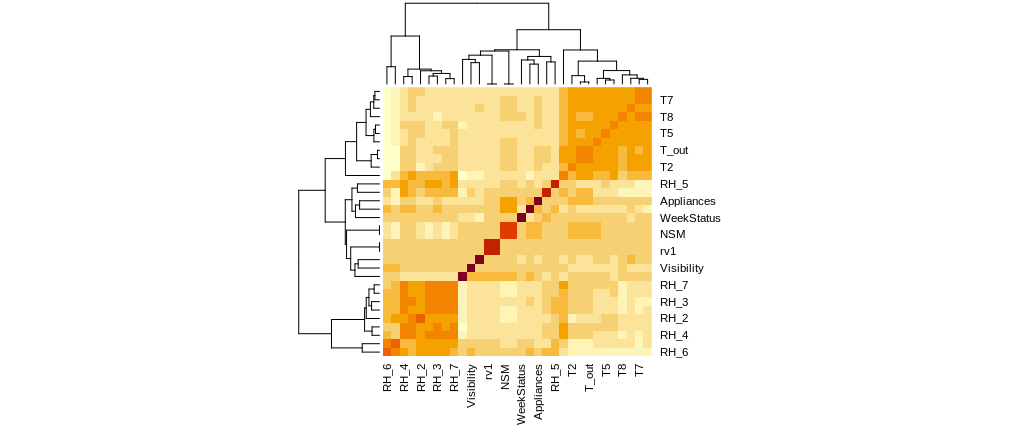 T7
T8
T5
T_out
T2
RH_5
Appliances
WeekStatus
NSM
rv1
Visibility
RH_7
RH_3
RH_2
RH_4
RH_6
RH_6
RH_4
RH_2
RH_3
RH_7
Visibility
rv1
NSM
WeekStatus
Appliances
RH_5
T2
T_out
T5
T8
T7